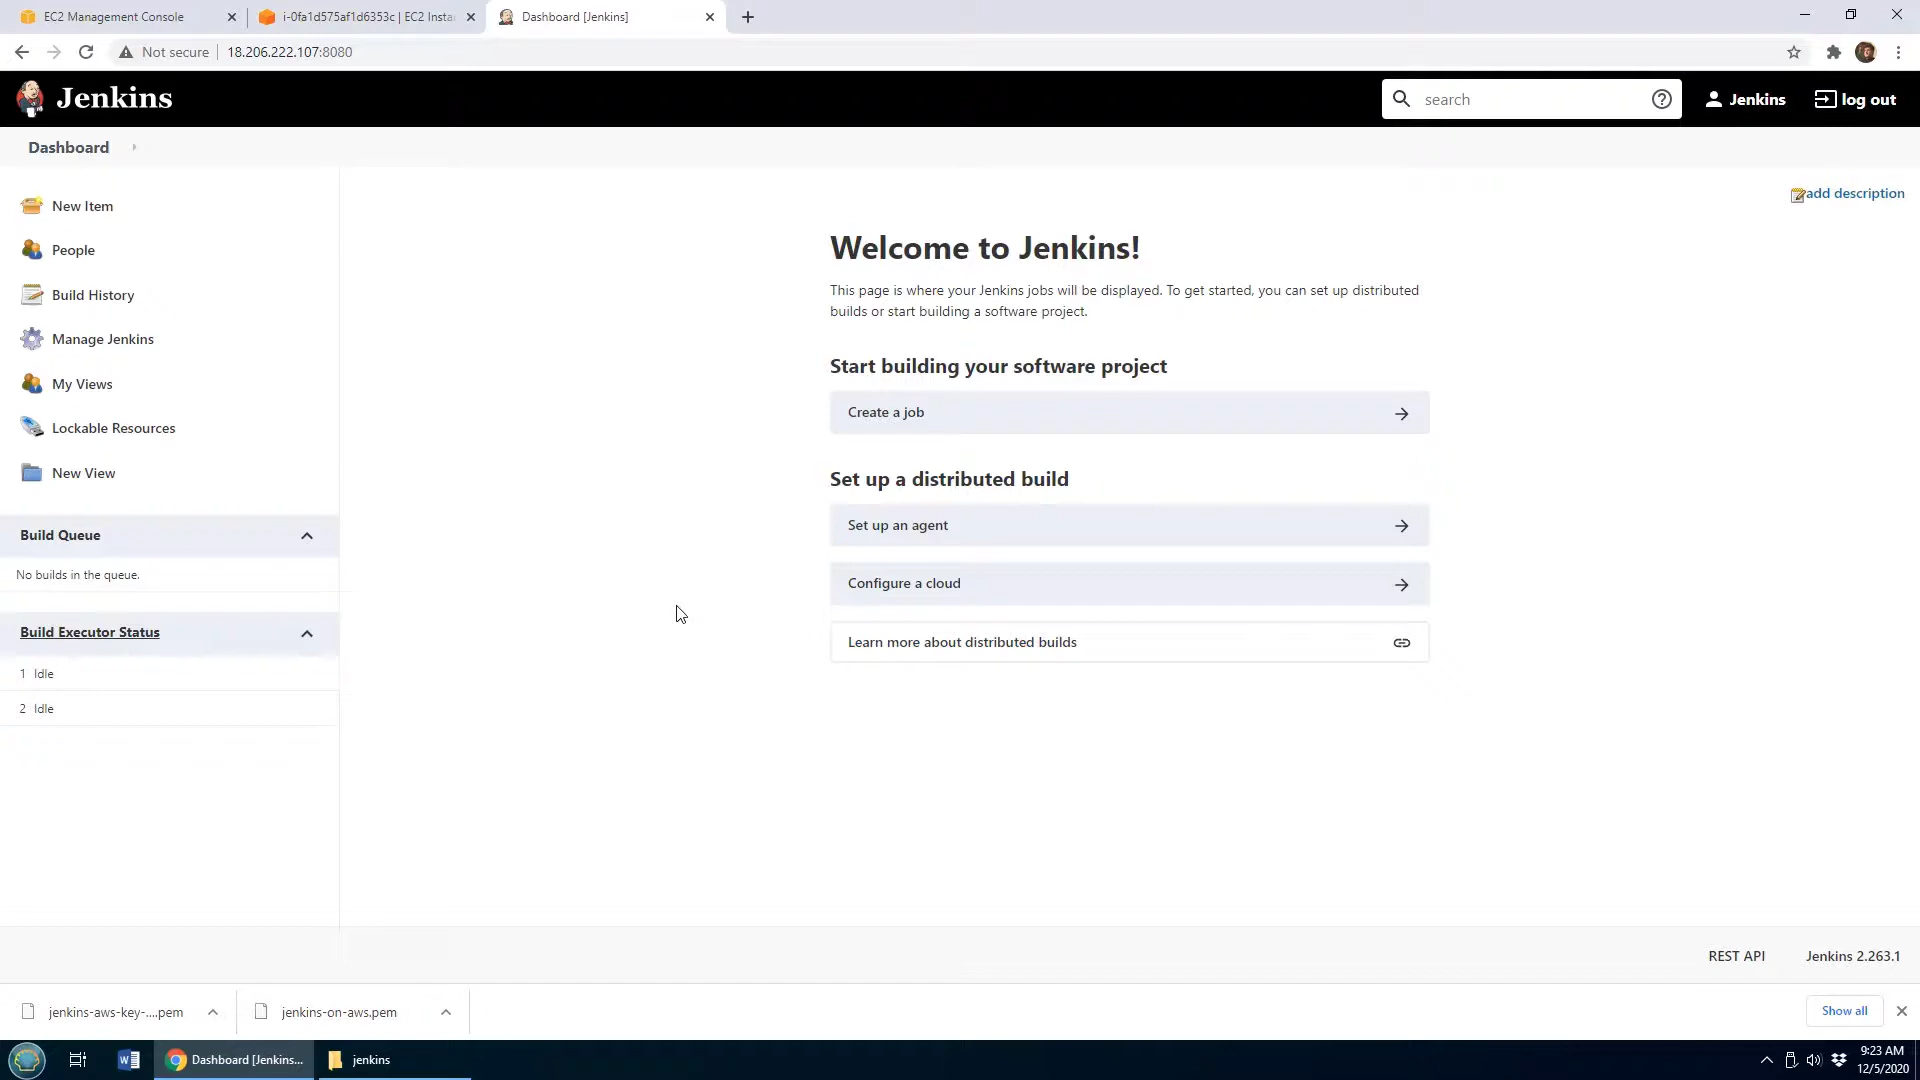 EC2 Management Console
i-0fa1d575af1d6353c | EC2 Insta
Dashboard [Jenkins]
Not secure
18.206.222.107:8080
Jenkins
search
Jenkins
log out
Dashboard
New Item
People
Build History
Manage Jenkins
My Views
Lockable Resources
New View
Build Queue
No builds in the queue.
Build Executor Status
1 Idle
2 Idle
add description
Welcome to Jenkins!
This page is where your Jenkins jobs will be displayed. To get started, you can set up distributed
builds or start building a software project.
Start building your software project
Create a job
Set up a distributed build
Set up an agent
Configure a cloud
Learn more about distributed builds
REST API
Jenkins 2.263.1
jenkins-aws-key-....pem
jenkins-on-aws.pem
Show all
Dashboard [Jenkins...
jenkins
9:23 AM
12/5/2020